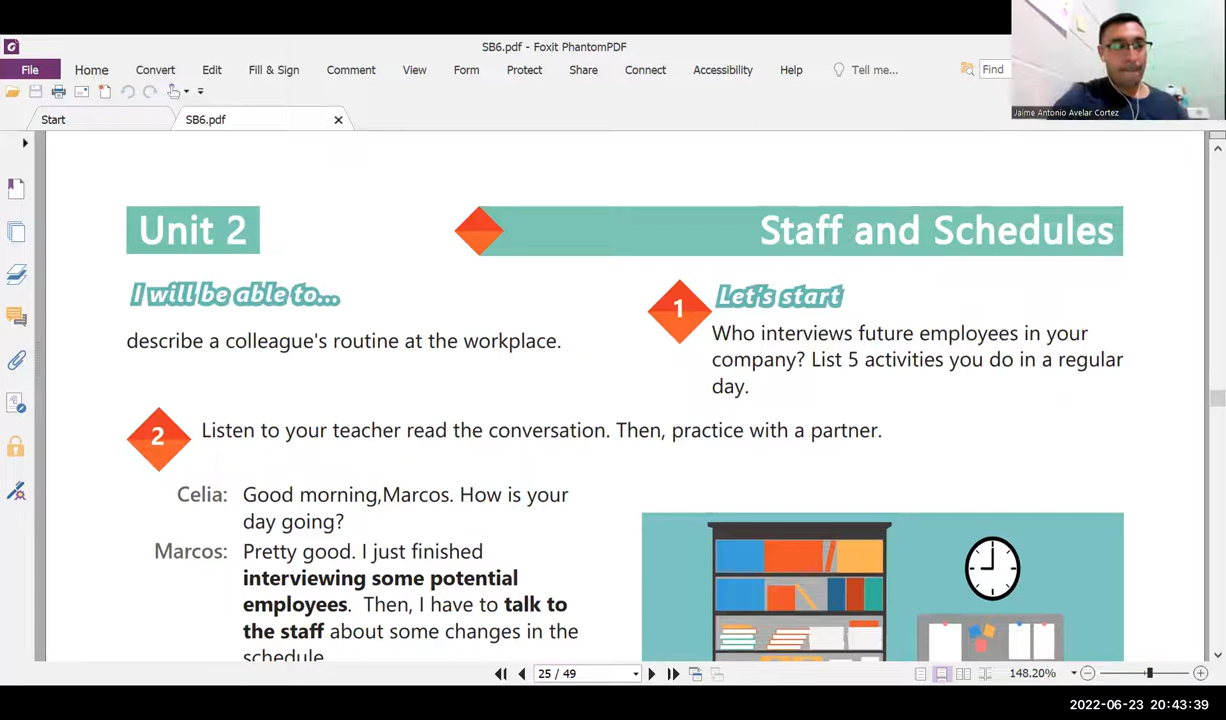 SB6.pdf - Foxit PhantomPDF
File Home Convert Edit Fill & Sign Comment View Form Protect Share Connect Accessibility Help Tell me... Find
Jaime Antonio Avelar Cortez
Start SB6.pdf
Unit 2
Staff and Schedules
I will be able to...
describe a colleague's routine at the workplace.
1
Let's start
Who interviews future employees in your
company? List 5 activities you do in a regular
day.
2
Listen to your teacher read the conversation. Then, practice with a partner.
Celia: Good morning,Marcos. How is your
day going?
Marcos: Pretty good. I just finished
interviewing some potential
employees. Then, I have to talk to
the staff about some changes in the
schedule
25 / 49
148.20%
2022-06-23 20:43:39